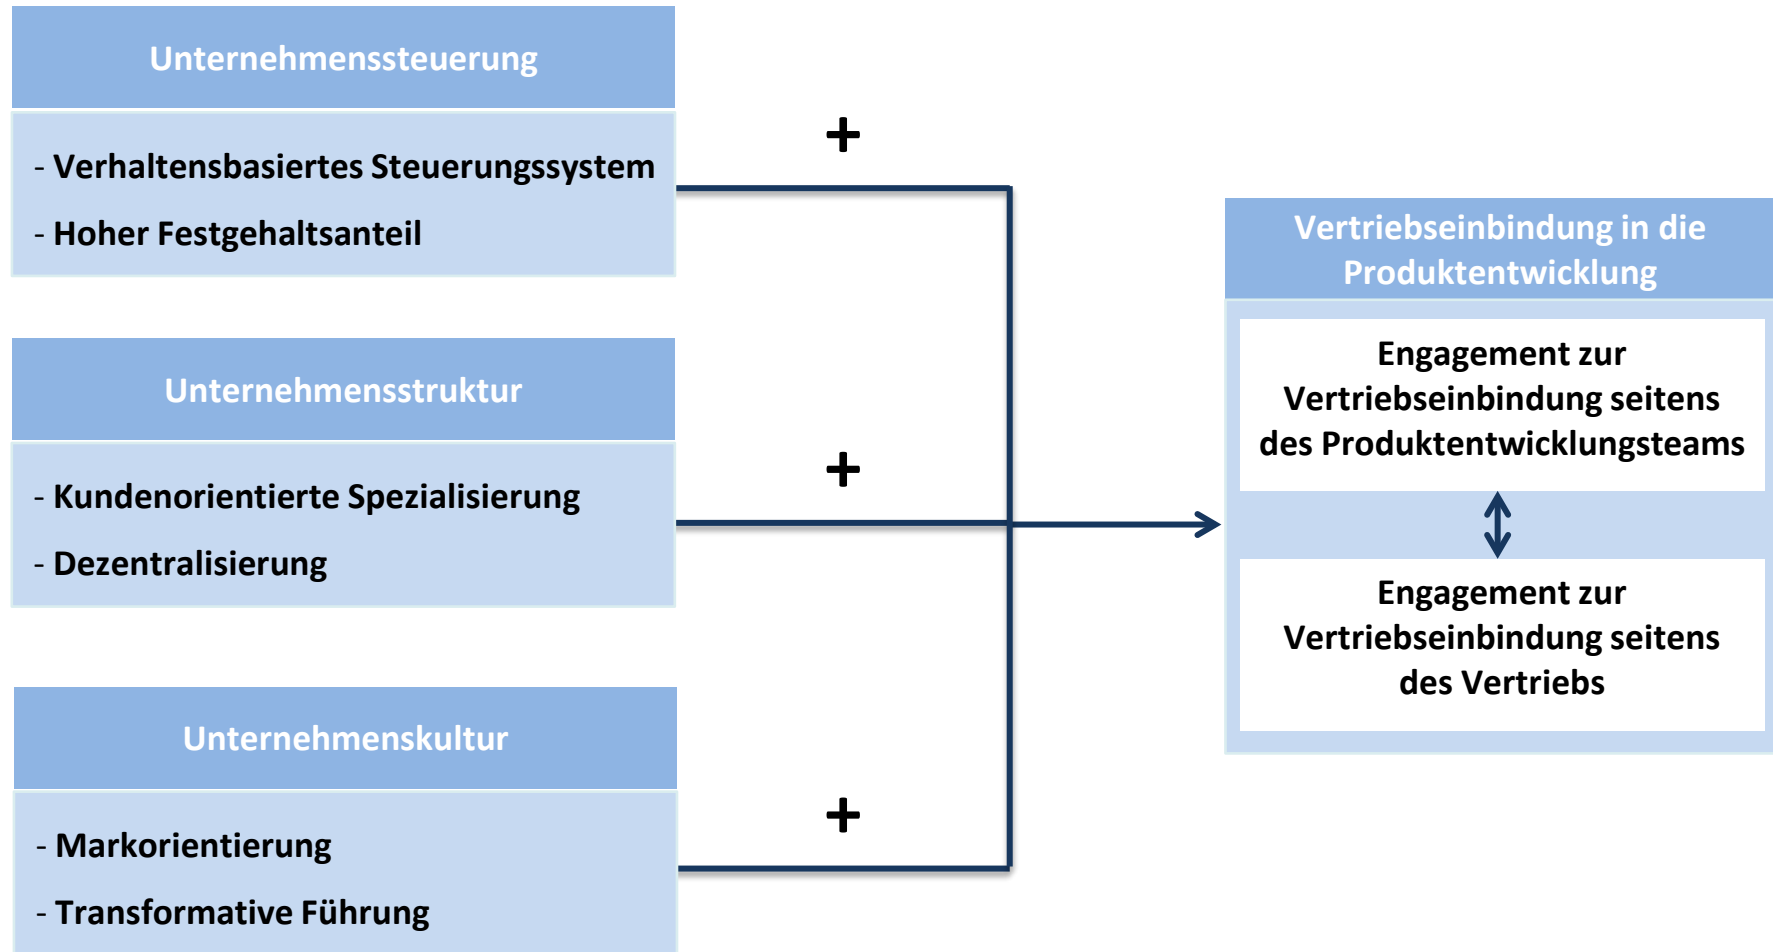 Unternehmenssteuerung
- Verhaltensbasiertes Steuerungssystem
- Hoher Festgehaltsanteil
+
Unternehmensstruktur
- Kundenorientierte Spezialisierung
- Dezentralisierung
+
Unternehmenskultur
- Markorientierung
- Transformative Führung
+
Vertriebseinbindung in die
Produktentwicklung
Engagement zur
Vertriebseinbindung seitens
des Produktentwicklungsteams
Engagement zur
Vertriebseinbindung seitens
des Vertriebs